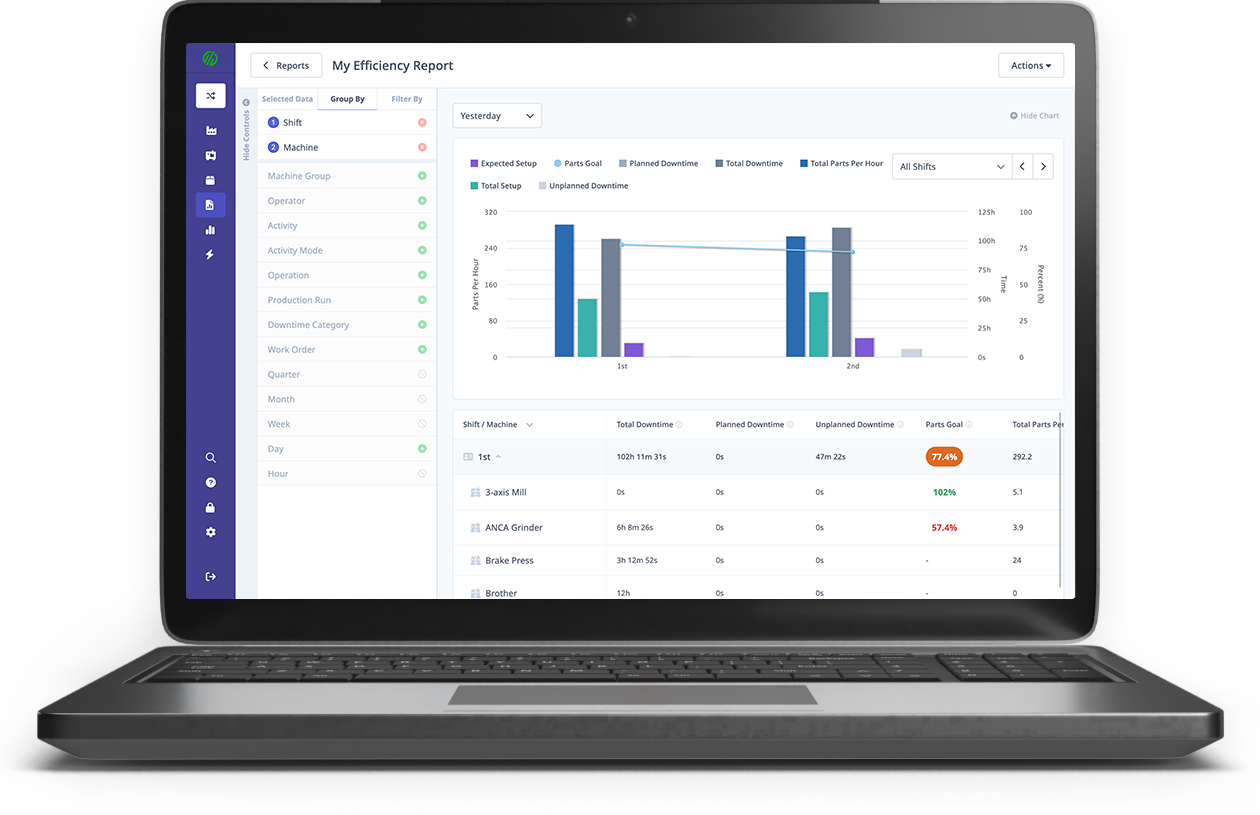 Reports
My Efficiency Report
Actions
Hide Controls
Selected Data
Group By
Filter By
1 Shift
2 Machine
Machine Group
Operator
Activity
Activity Mode
Operation
Production Run
Downtime Category
Work Order
Quarter
Month
Week
Day
Hour
Yesterday
Hide Chart
Expected Setup
Parts Goal
Planned Downtime
Total Downtime
Total Parts Per Hour
Total Setup
Unplanned Downtime
All Shifts
Parts Per Hour
320
240
160
80
0
1st
2nd
125h
100h
75h
50h
25h
0s
Time
100
75
50
25
0
Percent (%)
Shift / Machine Total Downtime Planned Downtime Unplanned Downtime Parts Goal Total Parts Per
1st 102h 11m 31s 0s 47m 22s 77.4% 292.2
3-axis Mill 0s 0s 0s 102% 5.1
ANCA Grinder 6h 8m 26s 0s 0s 57.4% 3.9
Brake Press 3h 12m 52s 0s 0s - 24
Brother 12h 0s 0s - 0